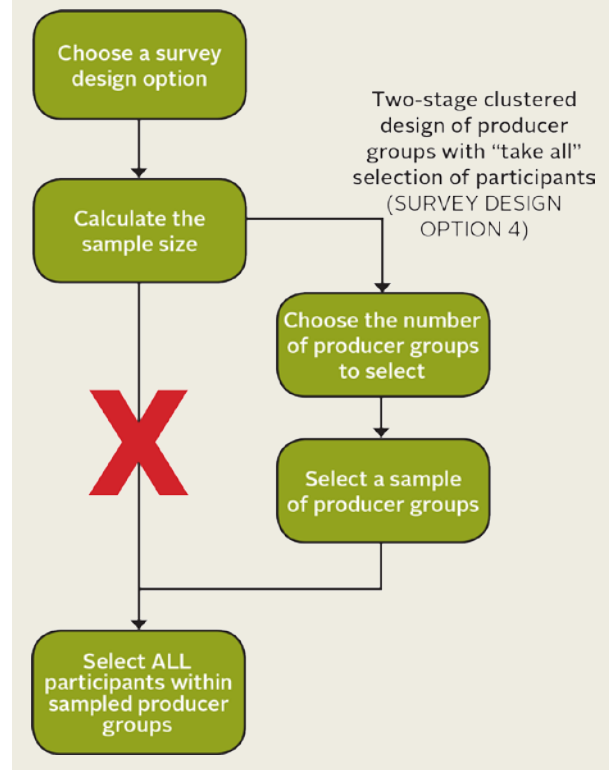 Choose a survey
design option
Two-stage clustered
design of producer
groups with “take all”
selection of participants
(SURVEY DESIGN
OPTION 4)
Calculate the
sample size
Choose the number
of producer groups
to select
X
Select a sample
of producer groups
Select ALL
participants within
sampled producer
groups